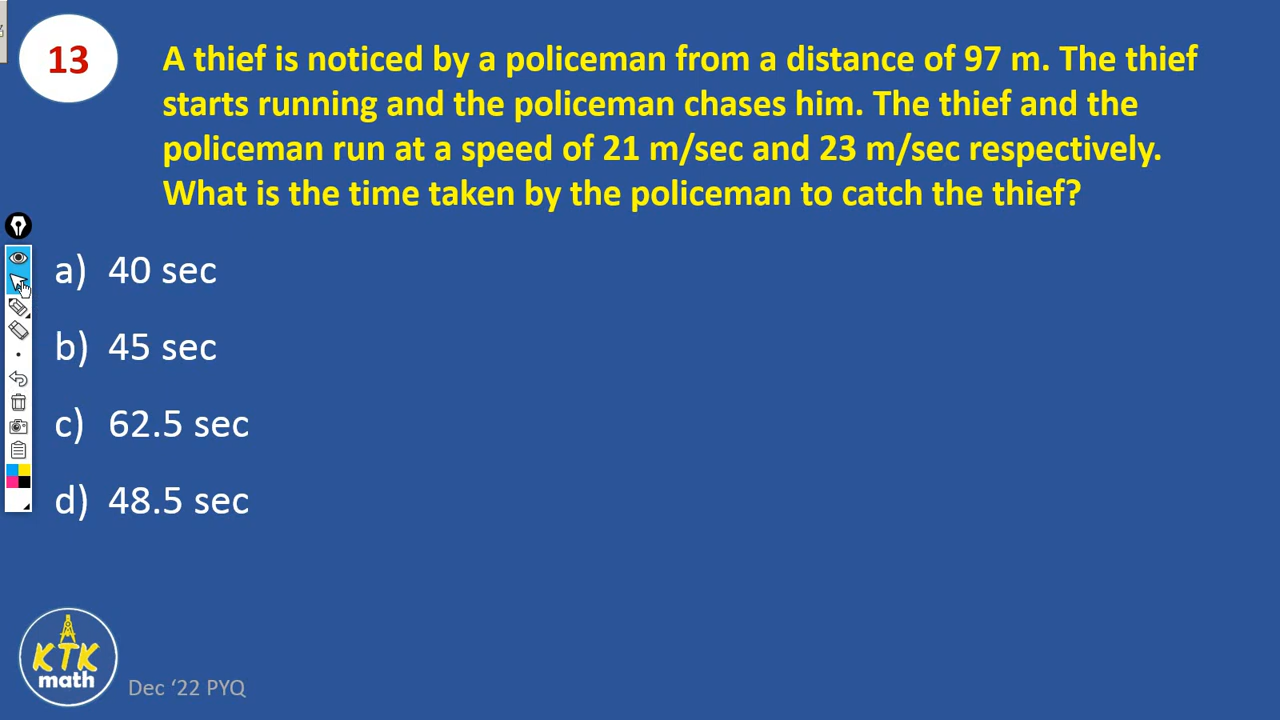 13
A thief is noticed by a policeman from a distance of 97 m. The thief
starts running and the policeman chases him. The thief and the
policeman run at a speed of 21 m/sec and 23 m/sec respectively.
What is the time taken by the policeman to catch the thief?
a) 40 sec
b) 45 sec
c) 62.5 sec
d) 48.5 sec
KTK
math
Dec ‘22 PYQ